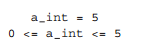 a_int = 5
0 <= a_int <= 5